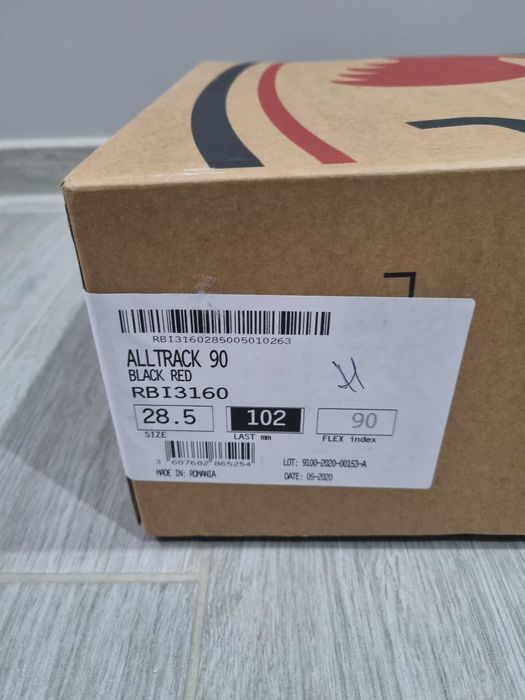 RBI3160285005010263
ALLTRACK 90
BLACK RED
RBI3160
28.5 102 90
SIZE LAST mm FLEX index
3 607682 865254
LOT: 9100-2020-00153-A
MADE IN: ROMANIA DATE: 05-2020